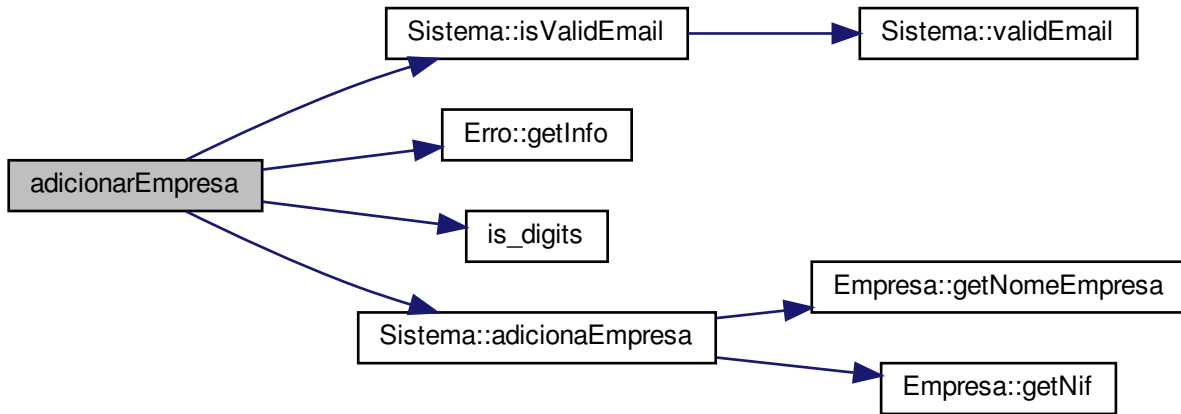 Sistema::isValidEmail
Sistema::validEmail
Erro::getInfo
adicionarEmpresa
is_digits
Empresa::getNomeEmpresa
Sistema::adicionaEmpresa
Empresa::getNif